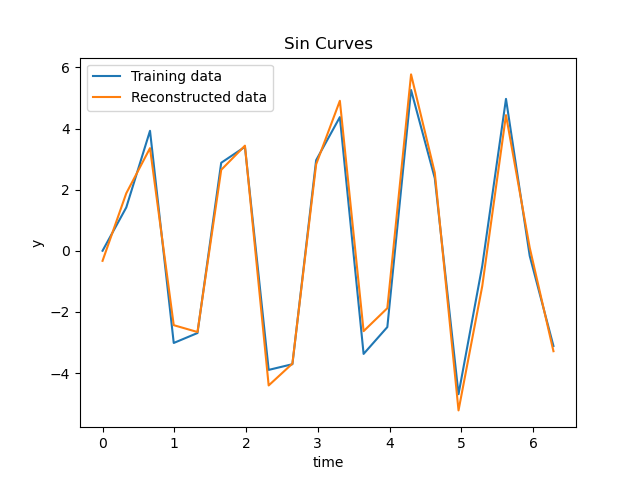 Sin Curves
Training data
Reconstructed data
6
4
2
0
−2
−4
y
0 1 2 3 4 5 6
time